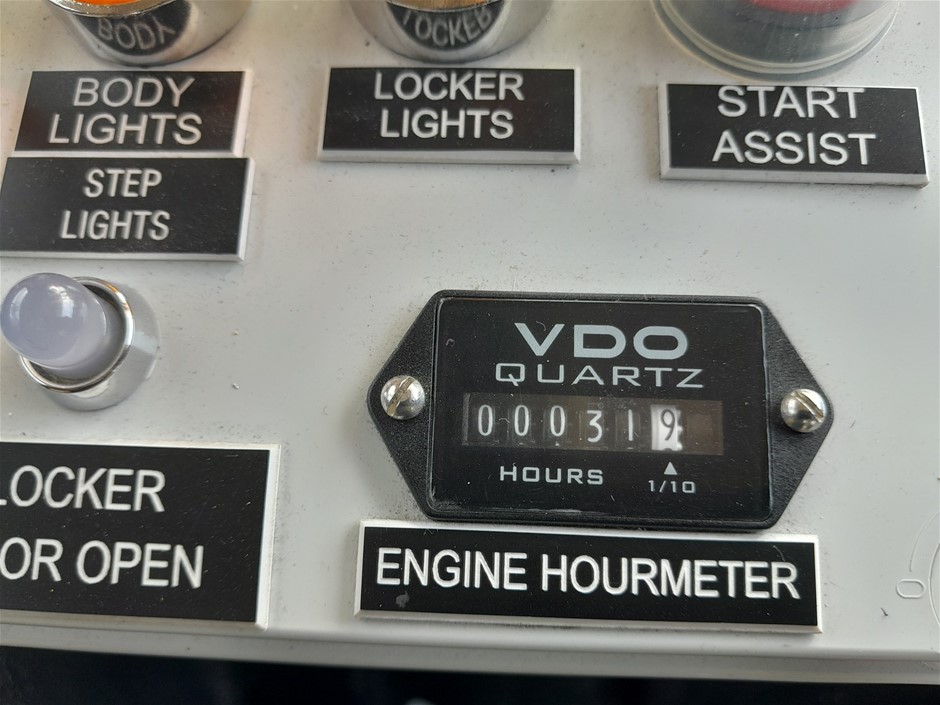 BODY
LOCKER
BODY
LIGHTS
LOCKER
LIGHTS
START
ASSIST
STEP
LIGHTS
VDO
QUARTZ
000319
HOURS
1/10
LOCKER
OR OPEN
ENGINE HOURMETER